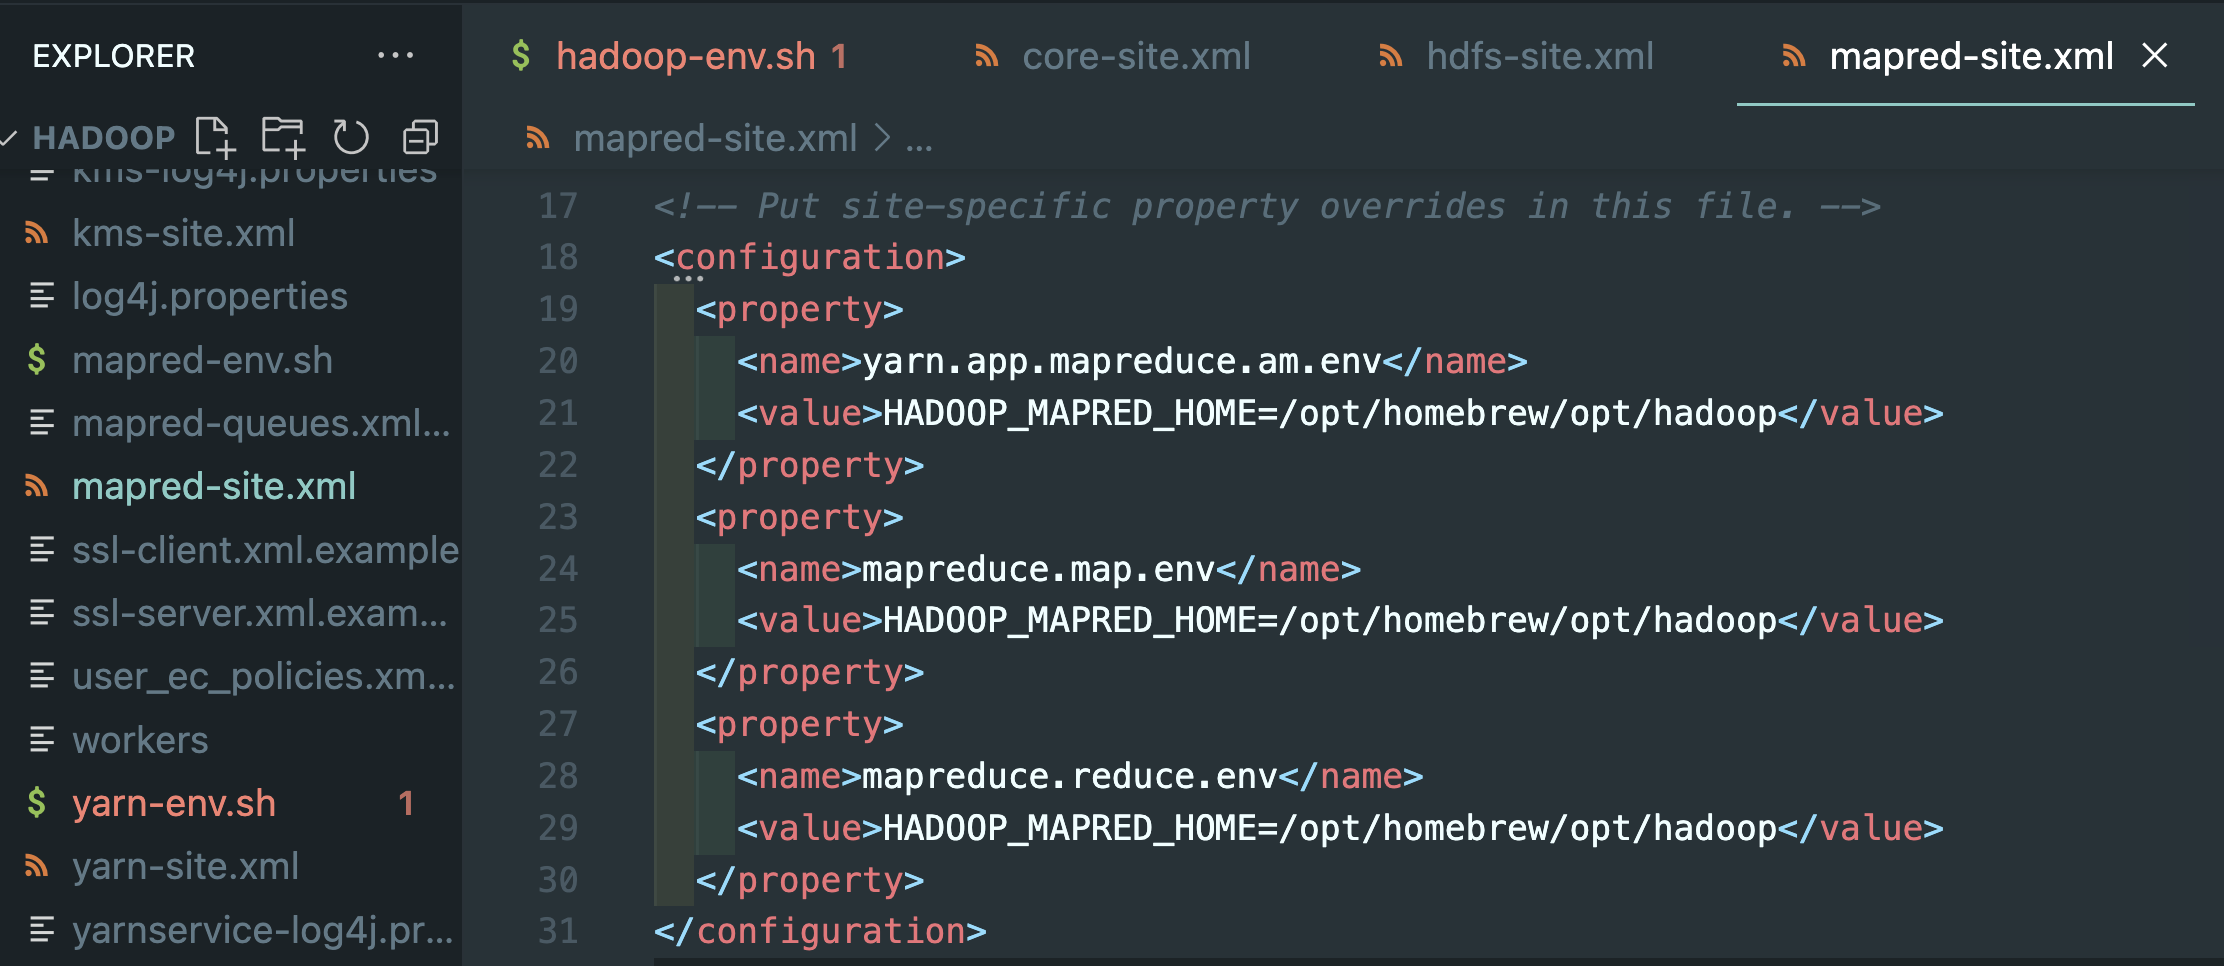 EXPLORER
HADOOP
kms-log4j.properties
kms-site.xml
log4j.properties
$ mapred-env.sh
mapred-queues.xml...
mapred-site.xml
ssl-client.xml.example
ssl-server.xml.exam...
user_ec_policies.xm...
workers
$ yarn-env.sh 1
yarn-site.xml
yarnservice-log4j.pr...
$ hadoop-env.sh 1 core-site.xml hdfs-site.xml mapred-site.xml
mapred-site.xml > ...
17 <!-- Put site-specific property overrides in this file. -->
18 <configuration>
19 <property>
20 <name>yarn.app.mapreduce.am.env</name>
21 <value>HADOOP_MAPRED_HOME=/opt/homebrew/opt/hadoop</value>
22 </property>
23 <property>
24 <name>mapreduce.map.env</name>
25 <value>HADOOP_MAPRED_HOME=/opt/homebrew/opt/hadoop</value>
26 </property>
27 <property>
28 <name>mapreduce.reduce.env</name>
29 <value>HADOOP_MAPRED_HOME=/opt/homebrew/opt/hadoop</value>
30 </property>
31 </configuration>